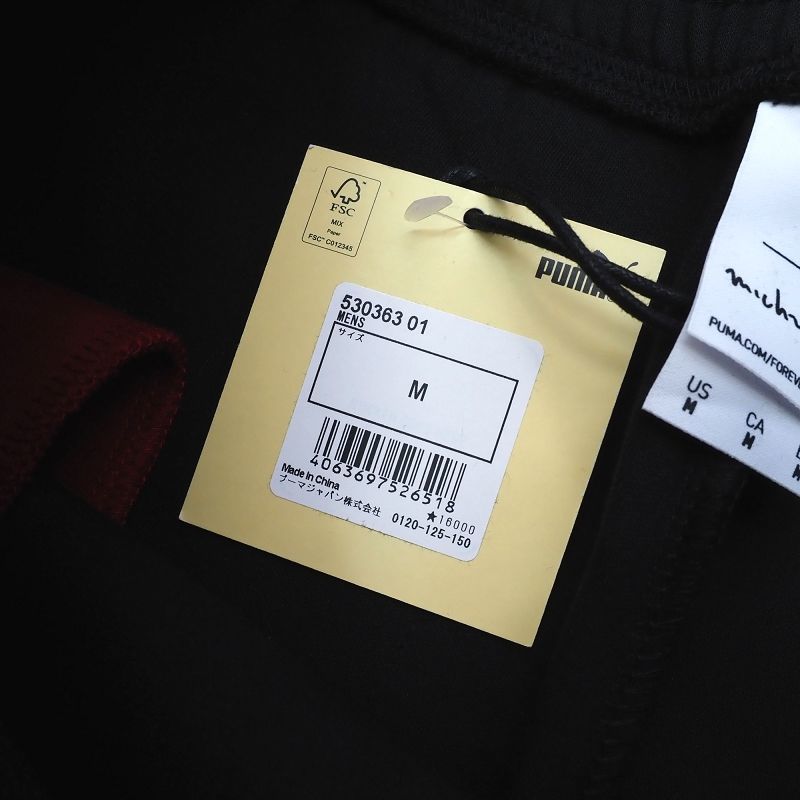 FSC
MIX
Paper
FSC™ C012345
PUMA
530363 01
MENS
サイズ
M
4063697526518
Made in China
プーマジャパン株式会社
★16000
0120-125-150
PUMA.COM/FOREV
US
M
CA
M